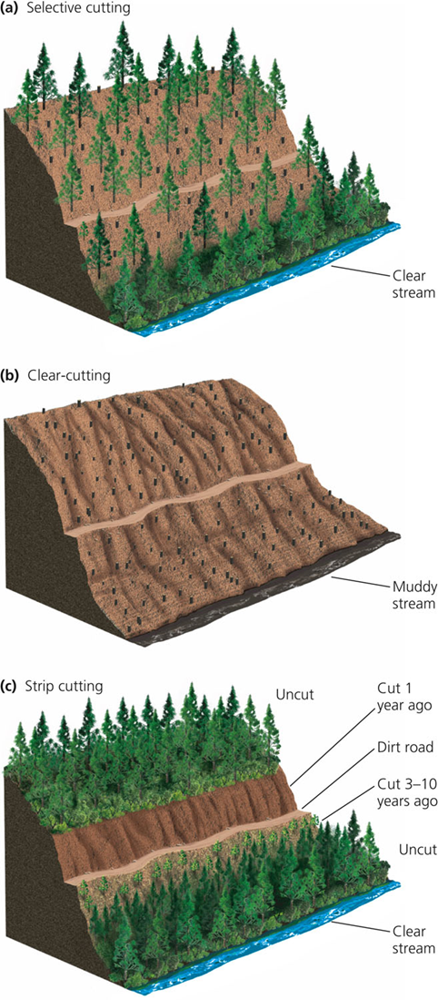 (a) Selective cutting
Clear
stream
(b) Clear-cutting
Muddy
stream
(c) Strip cutting
Uncut
Cut 1
year ago
Dirt road
Cut 3–10
years ago
Uncut
Clear
stream